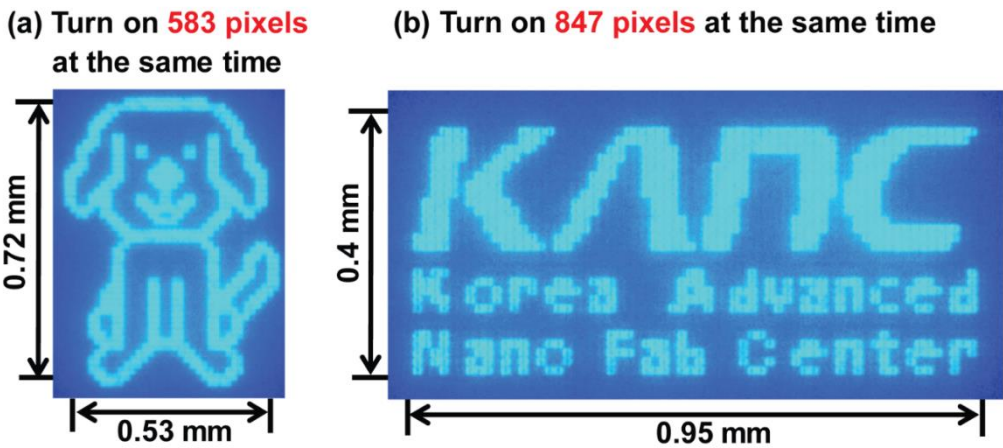 (a) Turn on 583 pixels
at the same time
0.72 mm
0.53 mm
(b) Turn on 847 pixels at the same time
0.4 mm
KANC
Korea Advanced
Nano Fab Center
0.95 mm